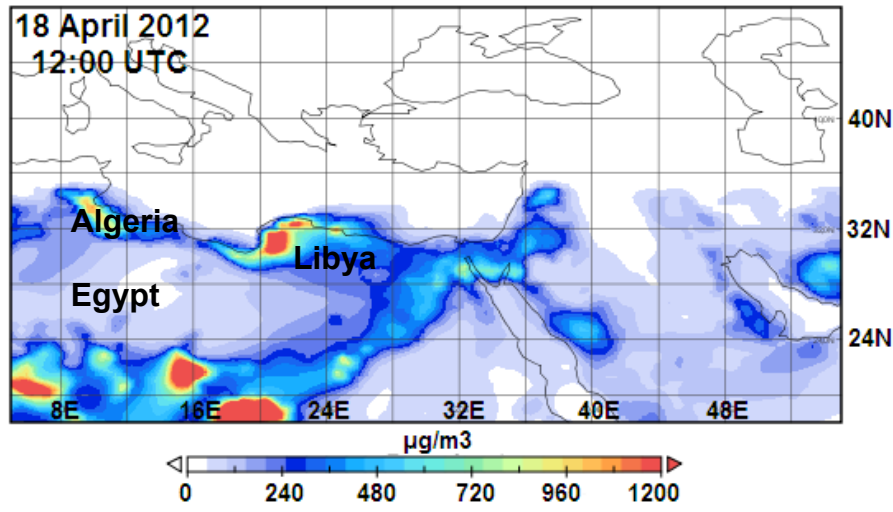 18 April 2012
12:00 UTC
40N
Algeria
32N
Libya
Egypt
24N
8E 16E 24E 32E 40E 48E
µg/m3
0 240 480 720 960 1200